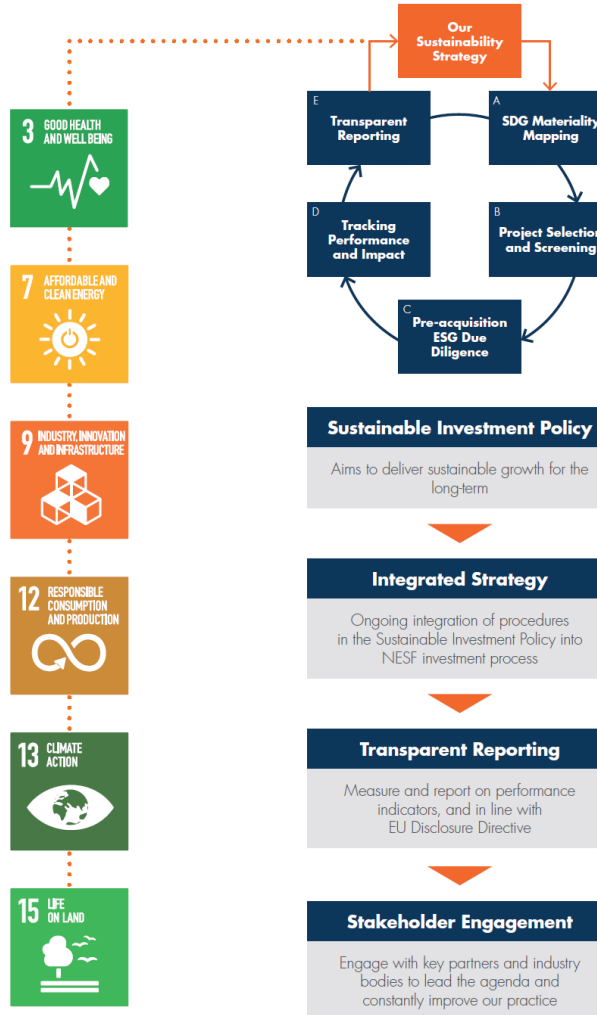 Our
Sustainability
Strategy
E
Transparent
Reporting
A
SDG Materiality
Mapping
D
Tracking
Performance
and Impact
B
Project Selection
and Screening
C
Pre-acquisition
ESG Due
Diligence
3 GOOD HEALTH
AND WELL BEING
7 AFFORDABLE AND
CLEAN ENERGY
9 INDUSTRY, INNOVATION
AND INFRASTRUCTURE
12 RESPONSIBLE
CONSUMPTION
AND PRODUCTION
13 CLIMATE
ACTION
15 LIFE
ON LAND
Sustainable Investment Policy
Aims to deliver sustainable growth for the
long-term
Integrated Strategy
Ongoing integration of procedures
in the Sustainable Investment Policy into
NESF investment process
Transparent Reporting
Measure and report on performance
indicators, and in line with
EU Disclosure Directive
Stakeholder Engagement
Engage with key partners and industry
bodies to lead the agenda and
constantly improve our practice